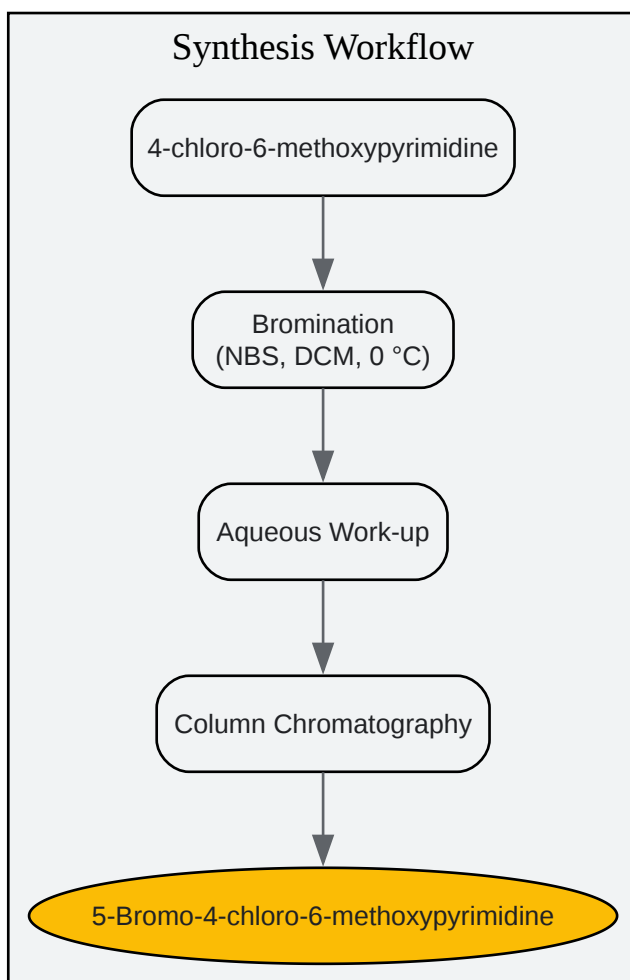 Synthesis Workflow
4-chloro-6-methoxypyrimidine
Bromination
(NBS, DCM, 0 °C)
Aqueous Work-up
Column Chromatography
5-Bromo-4-chloro-6-methoxypyrimidine